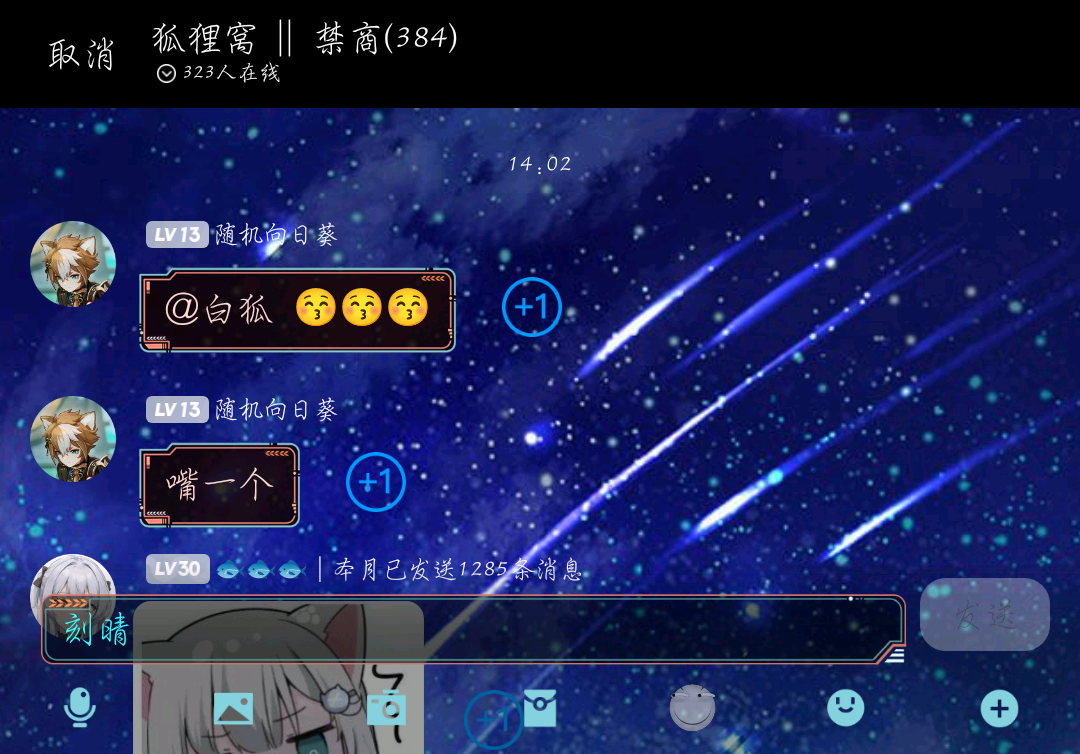 取消
狐狸窝 || 禁商(384)
323人在线
14:02
LV13 随机向日葵
@白狐 😚😚😚
+1
LV13 随机向日葵
嘴一个
+1
LV30 🐟🐟🐟｜本月已发送1285条消息
刻晴
发送
+1